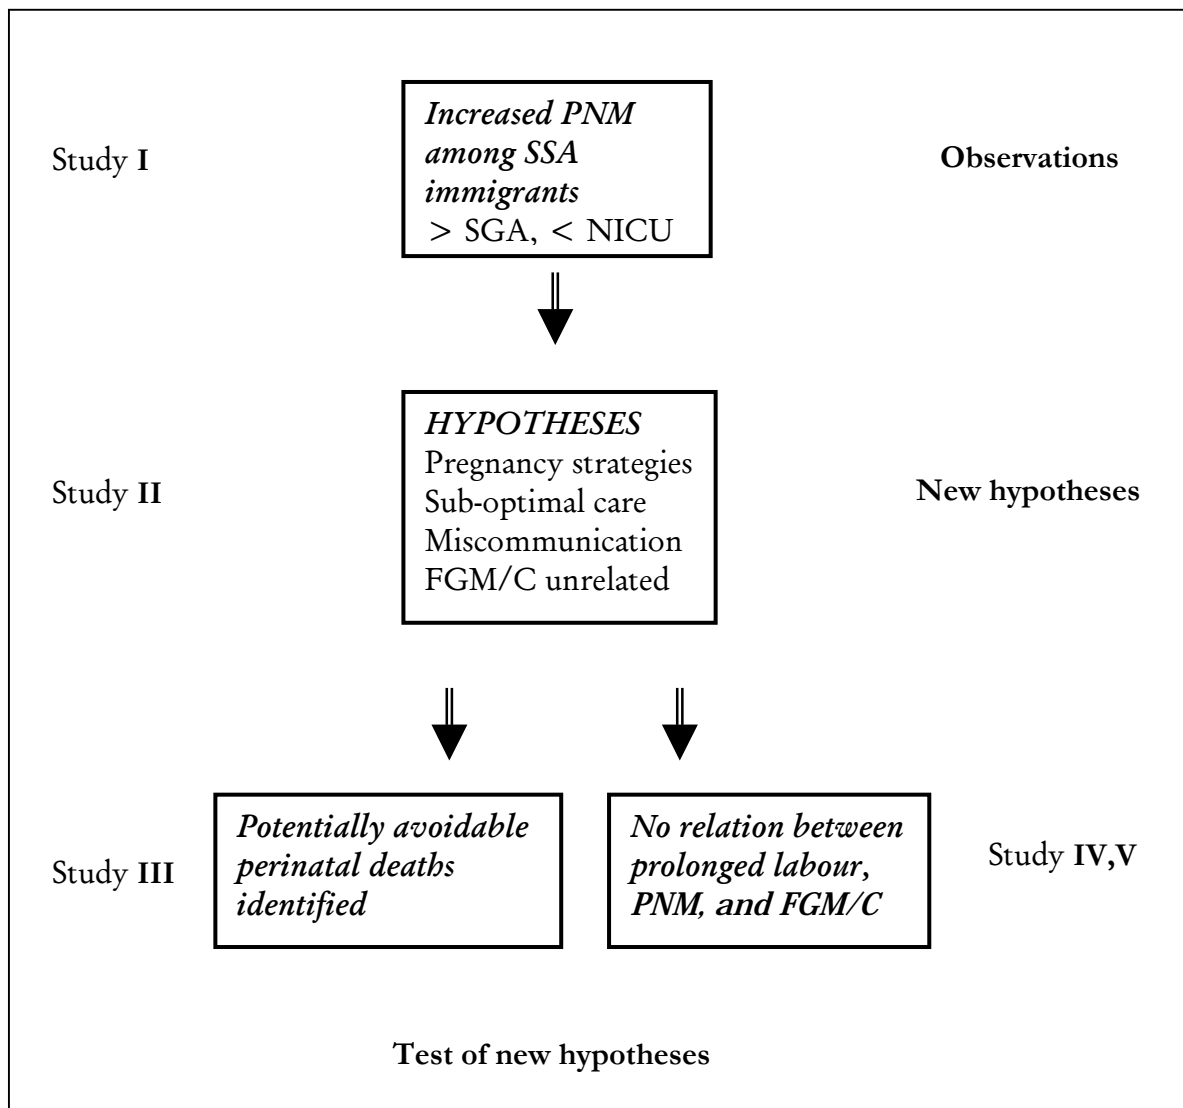 Study I
Increased PNM
among SSA
immigrants
> SGA, < NICU
Observations
Study II
HYPOTHESES
Pregnancy strategies
Sub-optimal care
Miscommunication
FGM/C unrelated
New hypotheses
Study III
Potentially avoidable
perinatal deaths
identified
No relation between
prolonged labour,
PNM, and FGM/C
Study IV,V
Test of new hypotheses